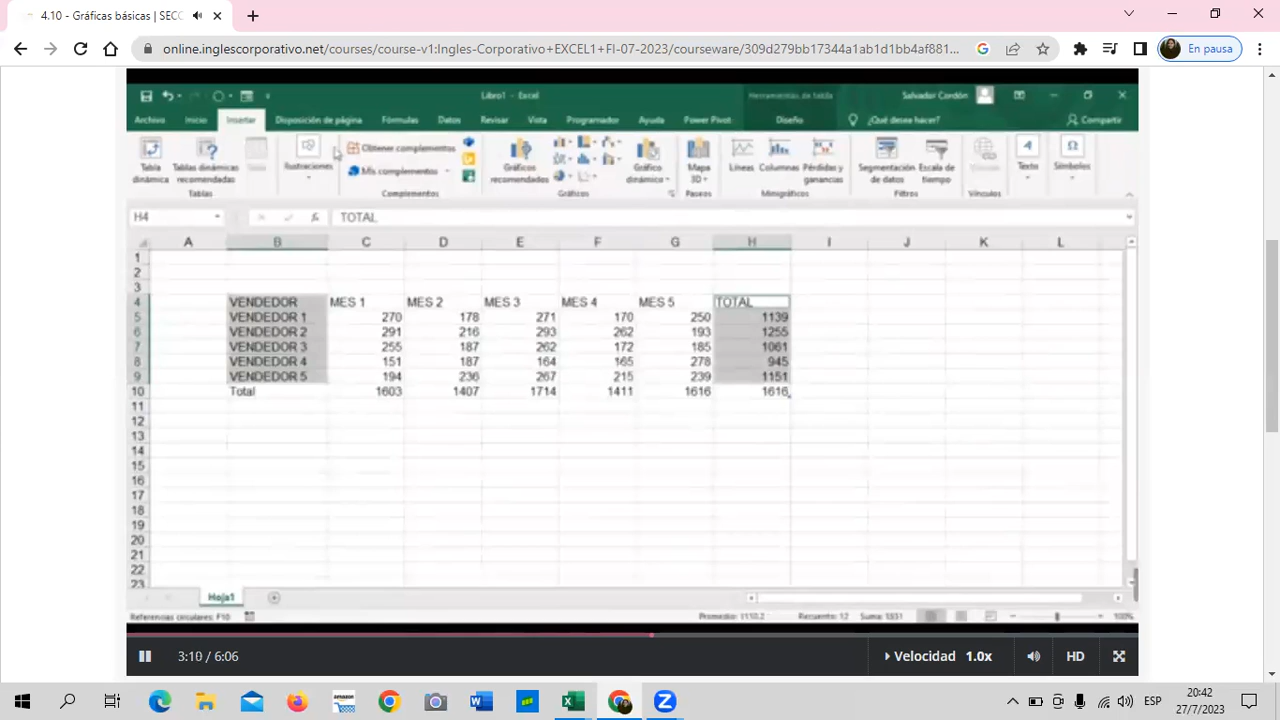 4.10 - Gráficas básicas | SECC
online.inglescorporativo.net/courses/course-v1:Ingles-Corporativo+EXCEL1+FI-07-2023/courseware/309d279bb17344a1ab1d1bb4af881...
En pausa
Libro1 - Excel
Herramientas de tabla
Salvador Cordón
Archivo Inicio Insertar Disposición de página Fórmulas Datos Revisar Vista Programador Ayuda Power Pivot Diseño ¿Qué desea hacer? Compartir
Tabla dinámica
Tablas dinámicas recomendadas
Ilustraciones
Obtener complementos
Mis complementos
Gráficos recomendados
Gráfico dinámico
Mapa 3D
Líneas Columnas Pérdidas y ganancias
Segmentación de datos
Escala de tiempo
Vínculos
Texto
Símbolos
Tablas Complementos Gráficos Paseos Minigráficos Filtros Vínculos
H4 fx TOTAL
A B C D E F G H I J K L
1
2
3
4 VENDEDOR MES 1 MES 2 MES 3 MES 4 MES 5 TOTAL
5 VENDEDOR 1 270 178 271 170 250 1139
6 VENDEDOR 2 291 216 293 262 193 1255
7 VENDEDOR 3 255 187 262 172 185 1061
8 VENDEDOR 4 151 187 164 165 278 945
9 VENDEDOR 5 194 236 267 215 239 1151
10 Total 1603 1407 1714 1411 1616 1616
11
12
13
14
15
16
17
18
19
20
21
22
23
Hoja1
Referencias circulares: F10 Promedio: 1110.2 Recuento: 12 100%
3:10 / 6:06 Velocidad 1.0x HD
ESP
20:42
27/7/2023